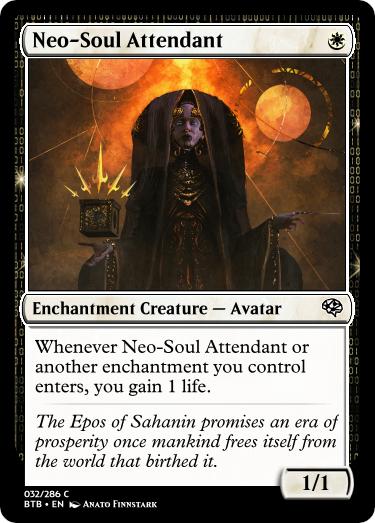 Neo-Soul Attendant
Enchantment Creature — Avatar
Whenever Neo-Soul Attendant or
another enchantment you control
enters, you gain 1 life.
The Epos of Sahanin promises an era of
prosperity once mankind frees itself from
the world that birthed it.
1/1
032/286 C
BTB • EN Anato Finnstark